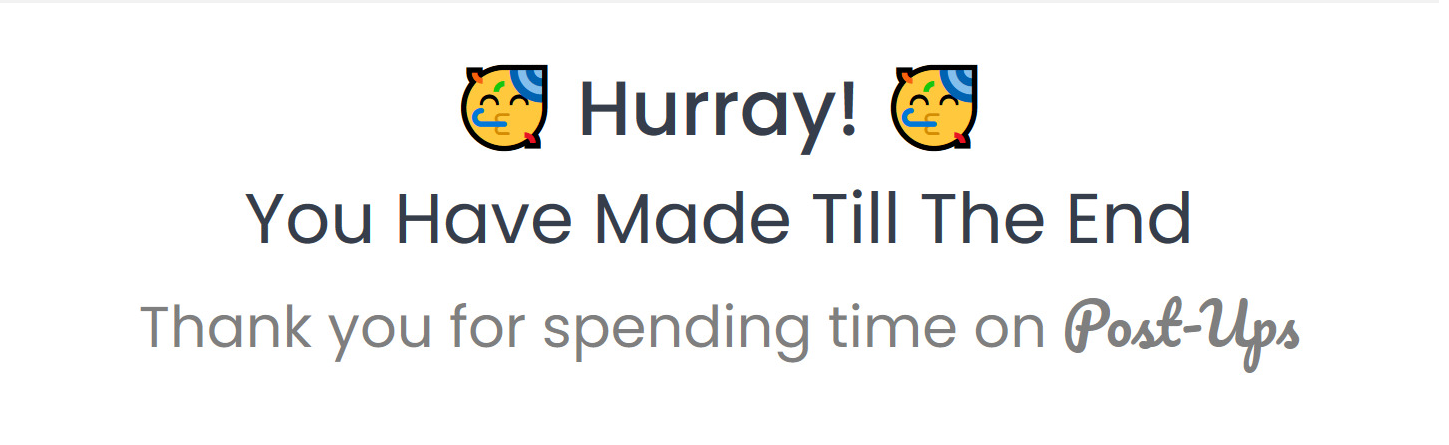 🥳 Hurray! 🥳
You Have Made Till The End
Thank you for spending time on Post-Ups